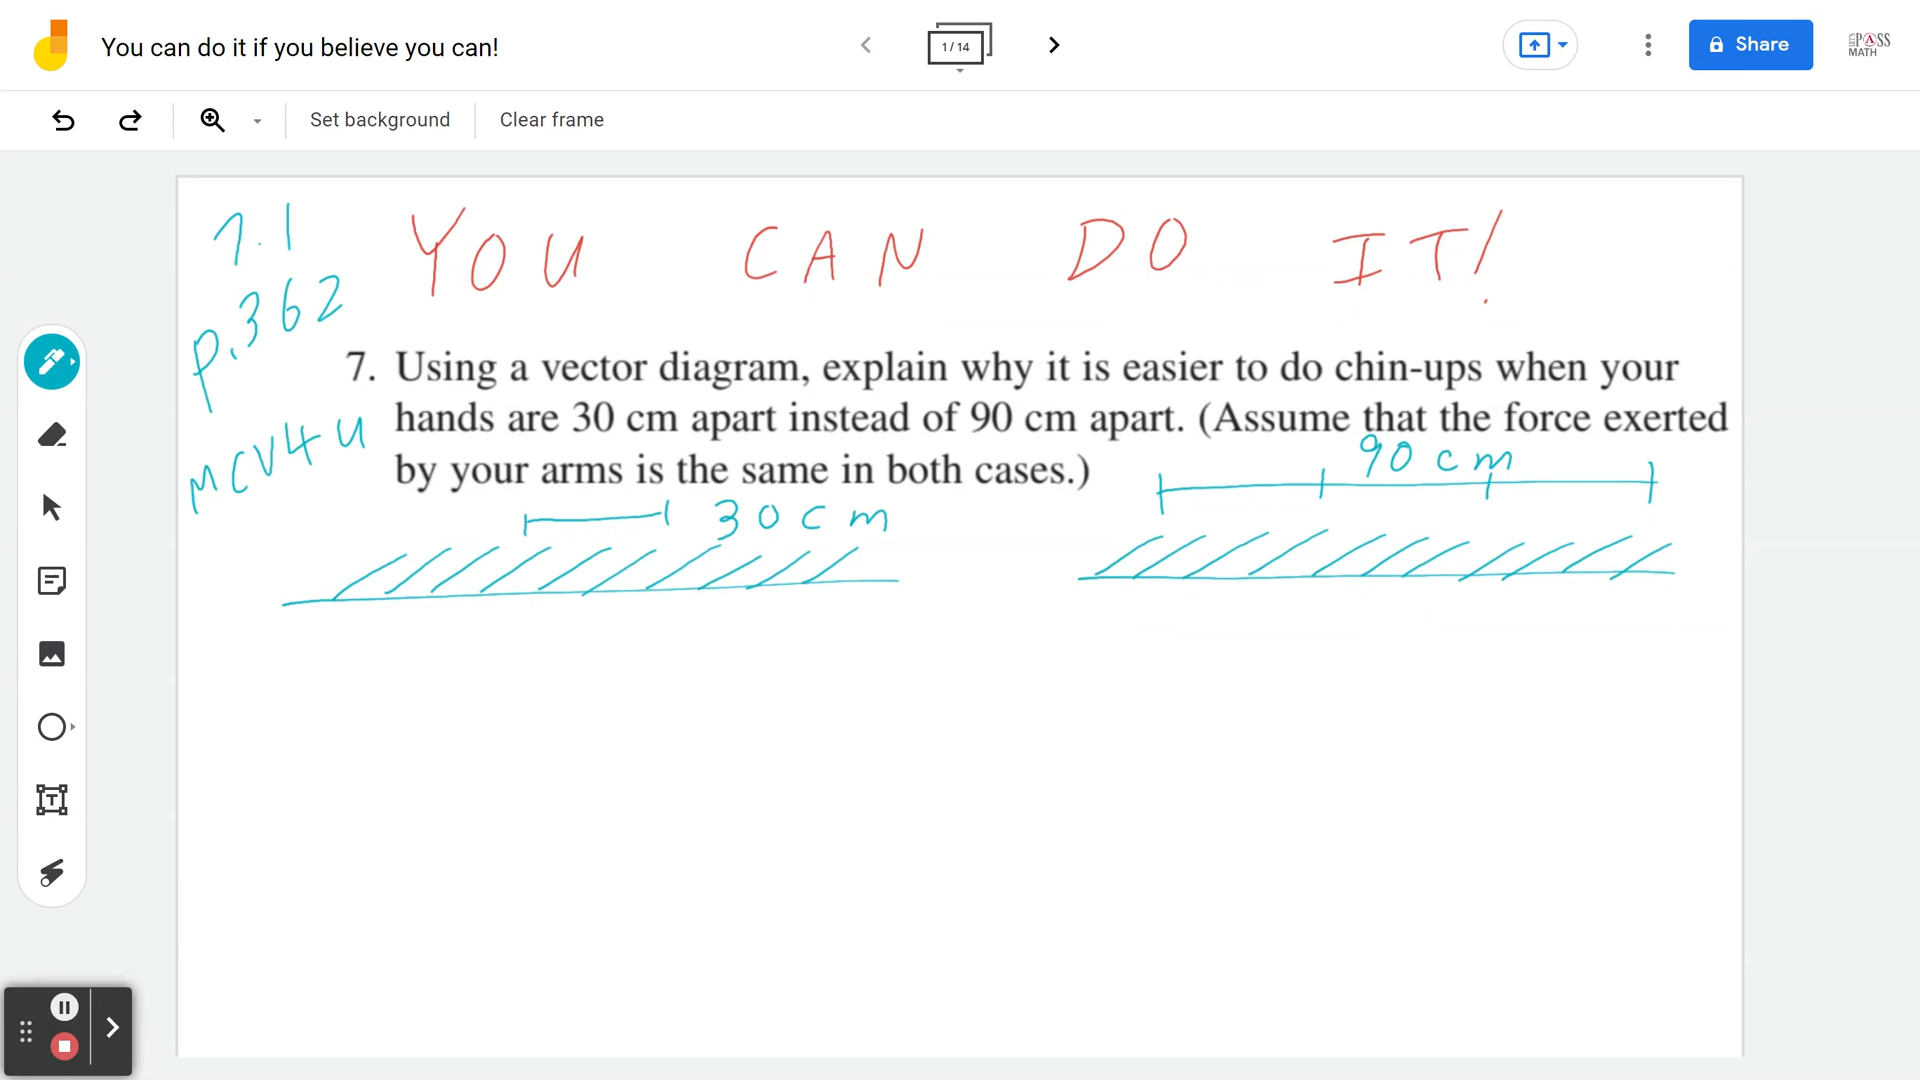 You can do it if you believe you can!
1 / 14
Share
LET'S PASS
MATH
Set background
Clear frame
7.1
YOU CAN DO IT!
p.362
7. Using a vector diagram, explain why it is easier to do chin-ups when your
hands are 30 cm apart instead of 90 cm apart. (Assume that the force exerted
by your arms is the same in both cases.)
MCV4U
90 cm
30 cm
T